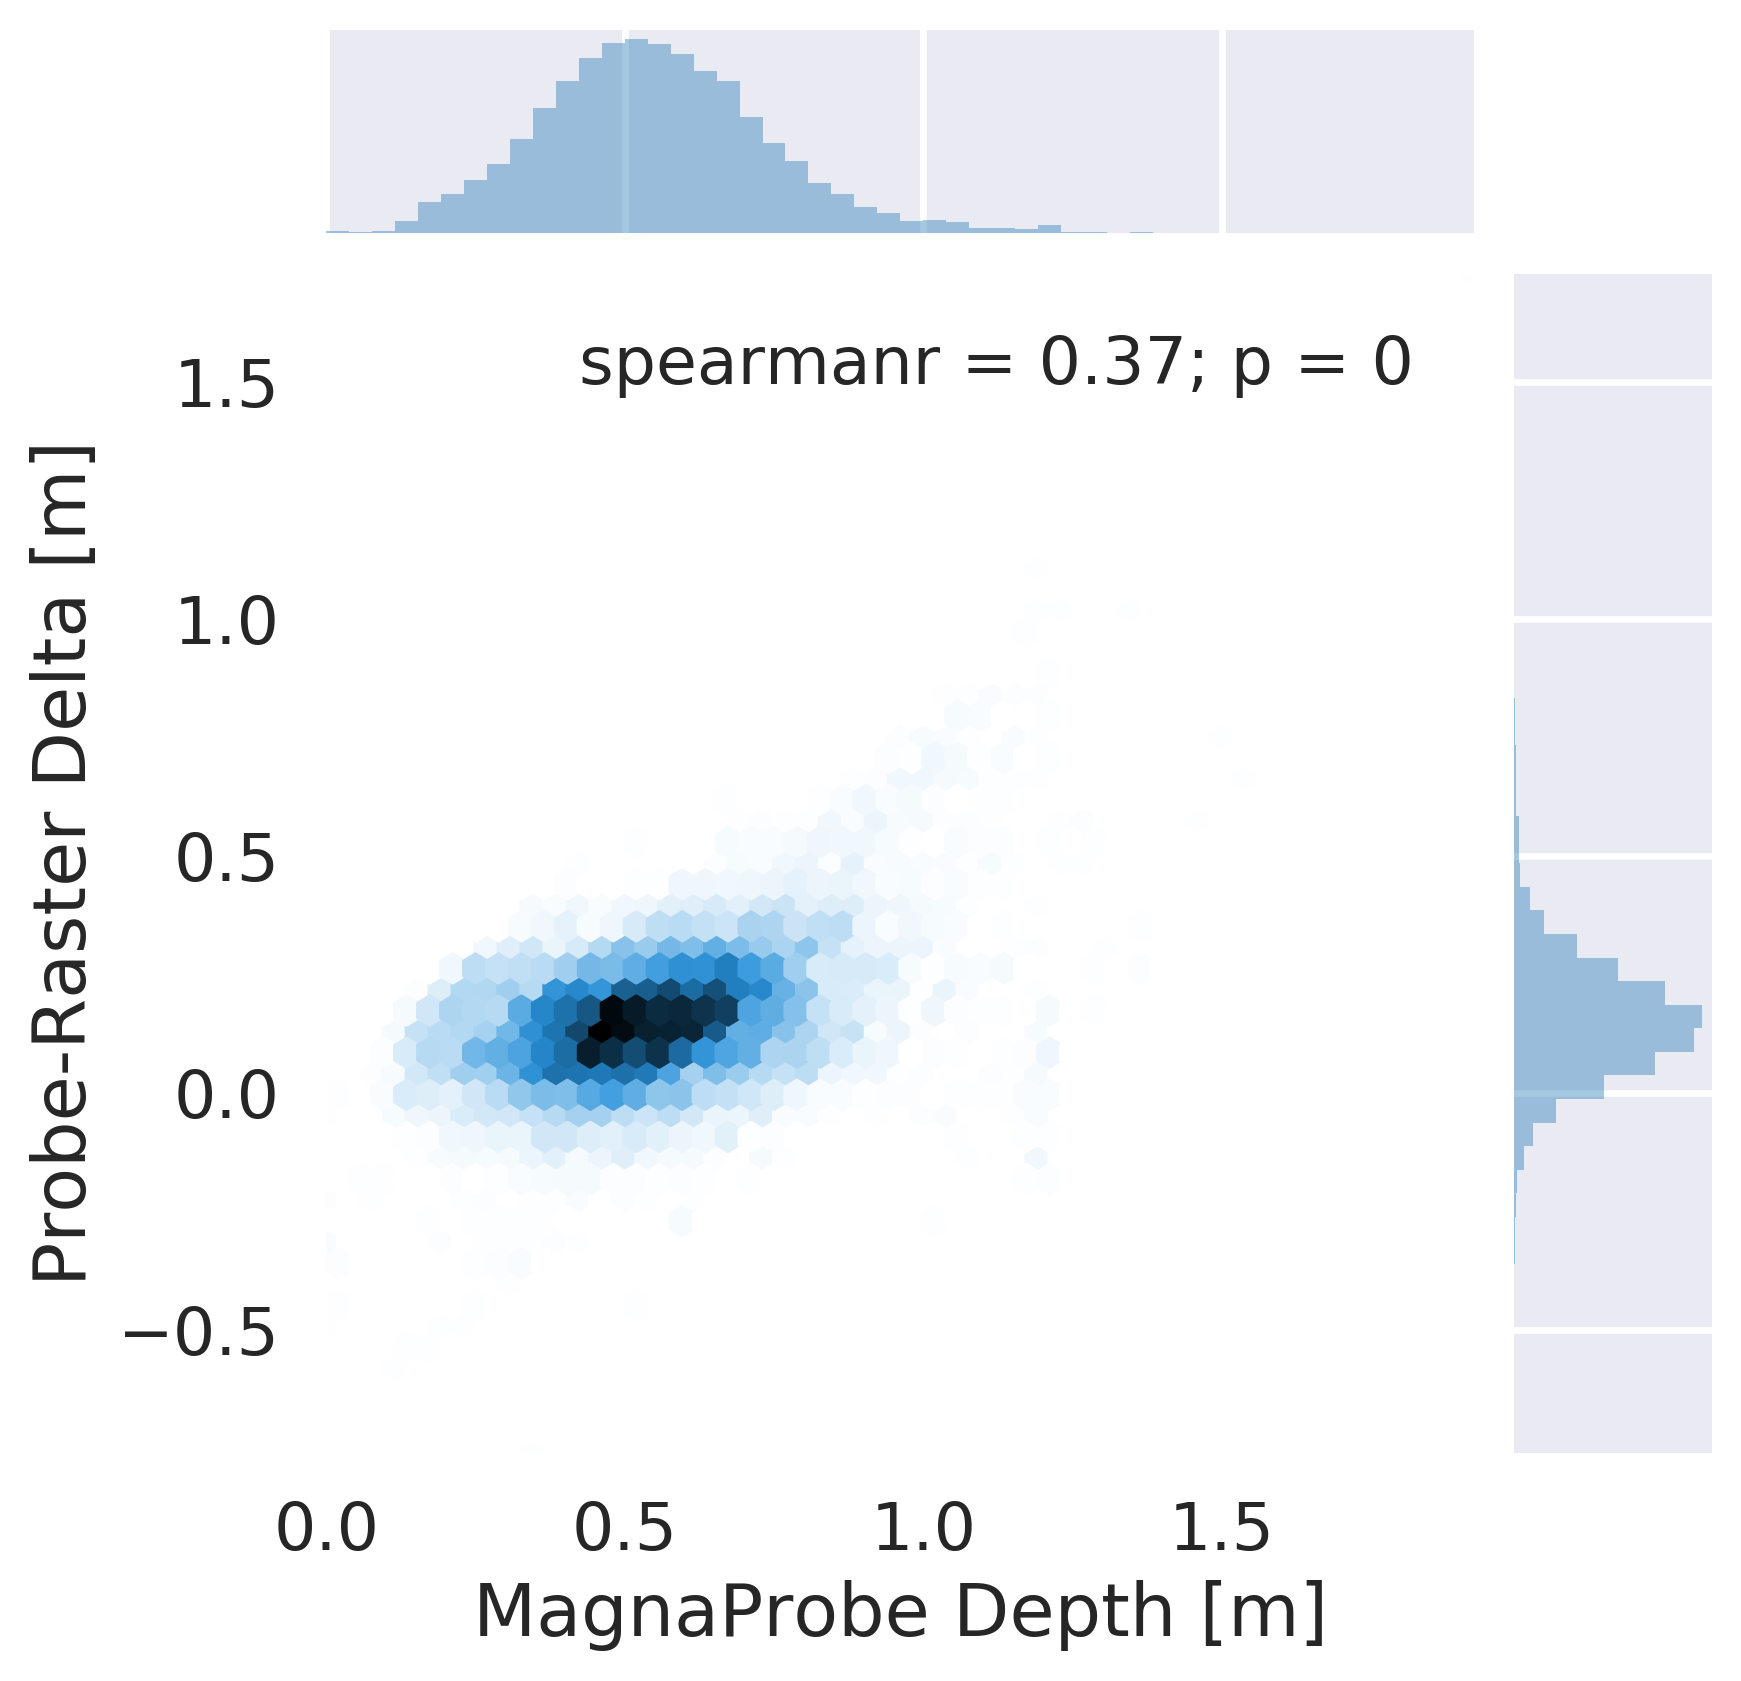 spearmanr = 0.37; p = 0
1.5
1.0
0.5
0.0
−0.5
Probe-Raster Delta [m]
0.0 0.5 1.0 1.5
MagnaProbe Depth [m]